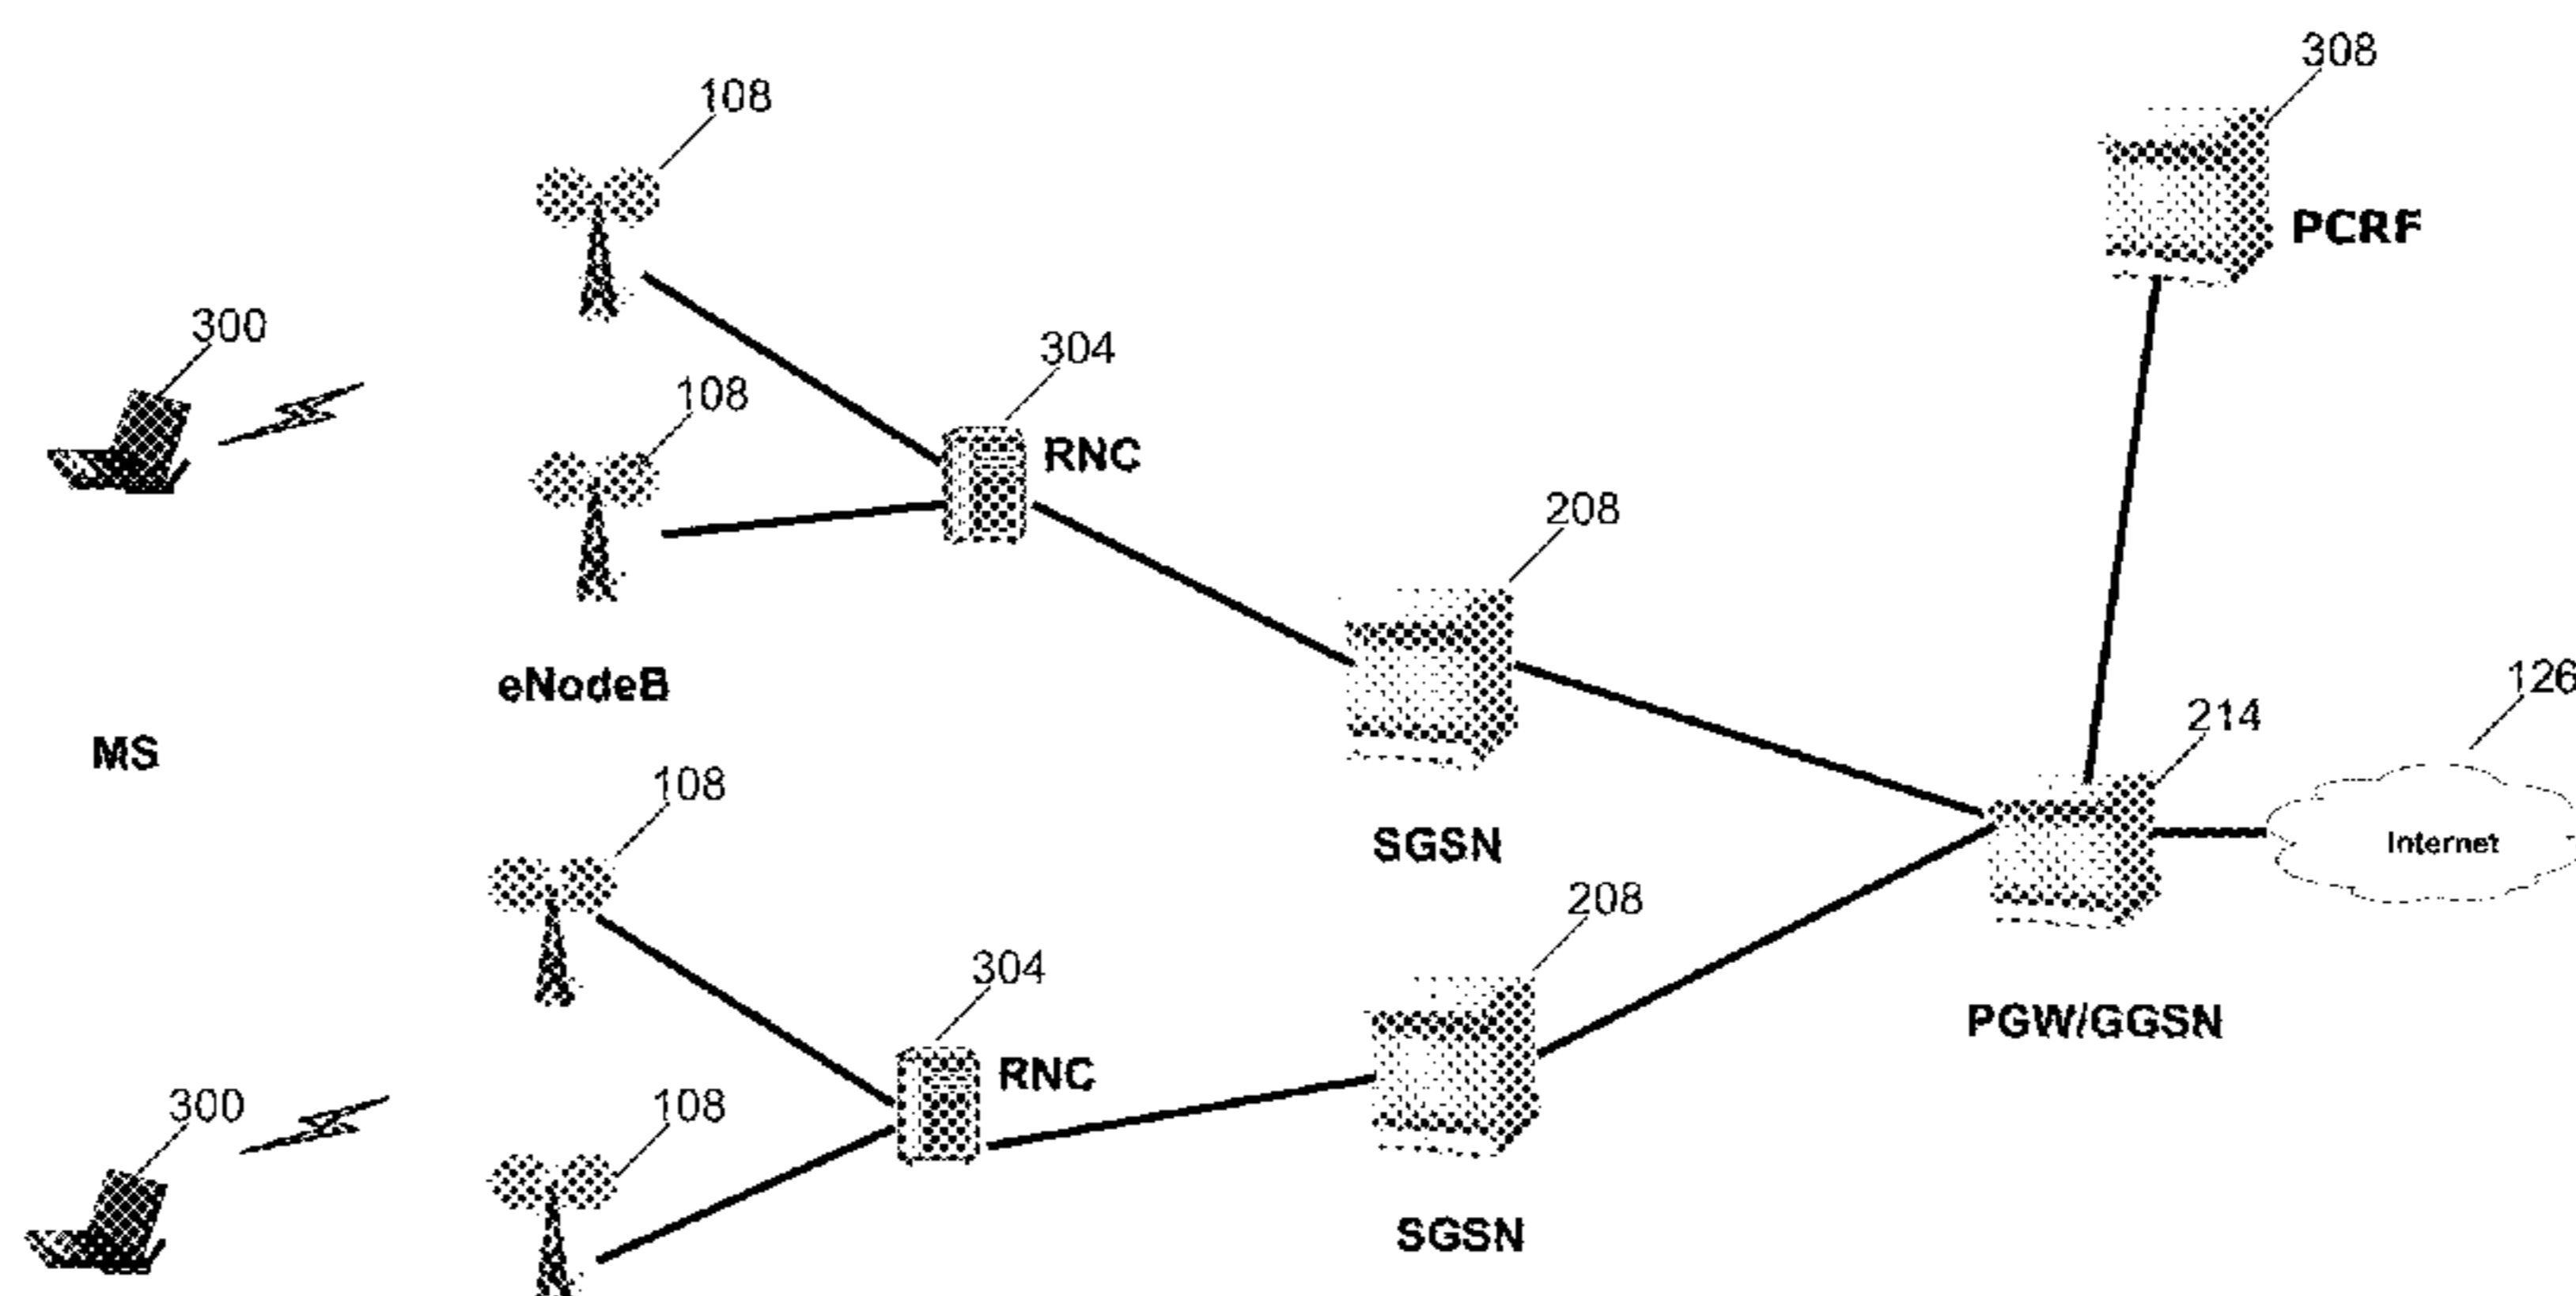 308
108
PCRF
300
304
108
RNC
208
eNodeB
126
214
MS
108
SGSN
Internet
208
304
PGW/GGSN
RNC
300
108
SGSN